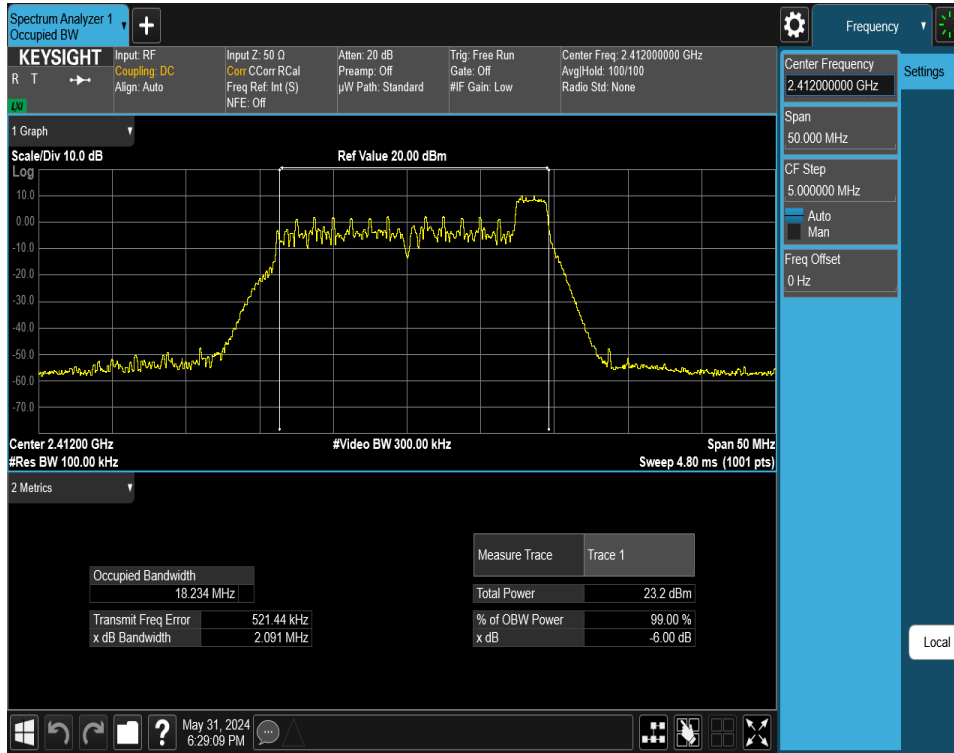 Spectrum Analyzer 1
Occupied BW
Frequency
KEYSIGHT
R T
LXI
Input: RF
Coupling: DC
Align: Auto
Input Z: 50 Ω
Corr CCorr RCal
Freq Ref: Int (S)
NFE: Off
Atten: 20 dB
Preamp: Off
µW Path: Standard
Trig: Free Run
Gate: Off
#IF Gain: Low
Center Freq: 2.412000000 GHz
Avg|Hold: 100/100
Radio Std: None
Center Frequency
2.412000000 GHz
Settings
Span
50.000 MHz
CF Step
5.000000 MHz
Auto
Man
Freq Offset
0 Hz
Local
1 Graph
Scale/Div 10.0 dB
Ref Value 20.00 dBm
Log
10.0
0.00
-10.0
-20.0
-30.0
-40.0
-50.0
-60.0
-70.0
Center 2.41200 GHz
#Video BW 300.00 kHz
Span 50 MHz
#Res BW 100.00 kHz
Sweep 4.80 ms (1001 pts)
2 Metrics
Occupied Bandwidth
18.234 MHz
Transmit Freq Error 521.44 kHz
x dB Bandwidth 2.091 MHz
Measure Trace Trace 1
Total Power 23.2 dBm
% of OBW Power 99.00 %
x dB -6.00 dB
May 31, 2024
6:29:09 PM